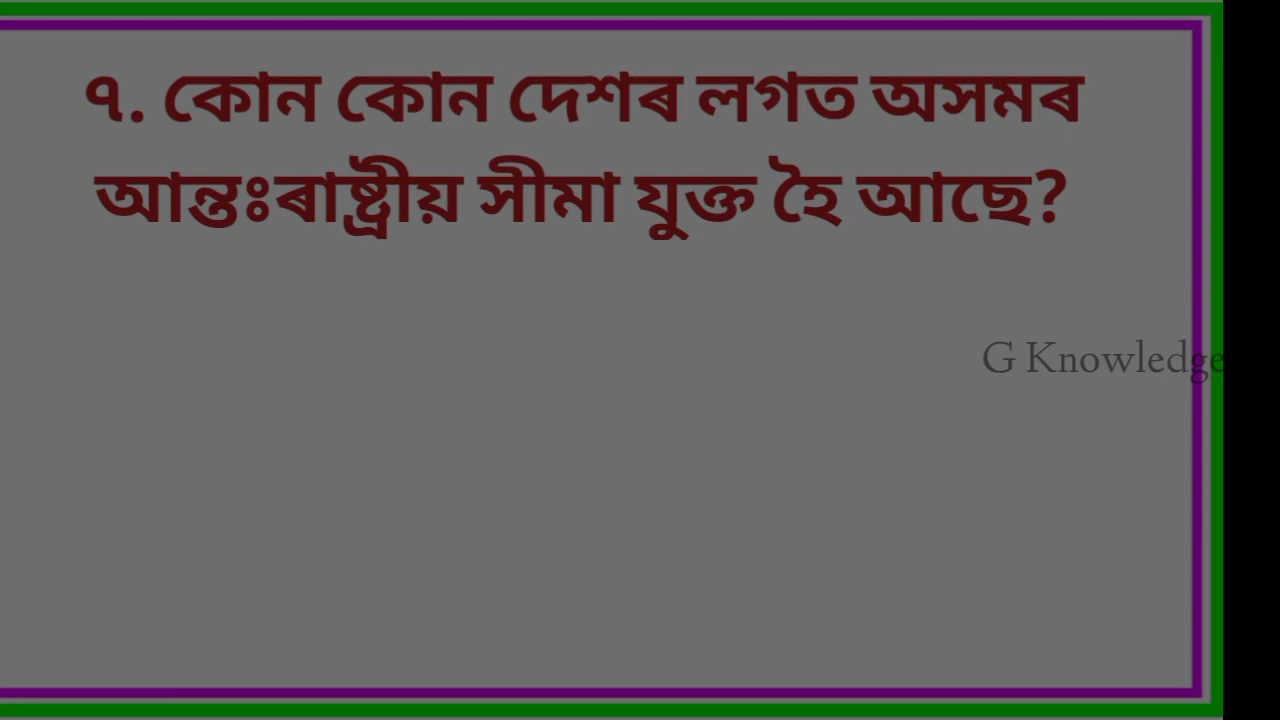 ৭. কোন কোন দেশৰ লগত অসমৰ
আন্তঃৰাষ্ট্ৰীয় সীমা যুক্ত হৈ আছে?
G Knowledge